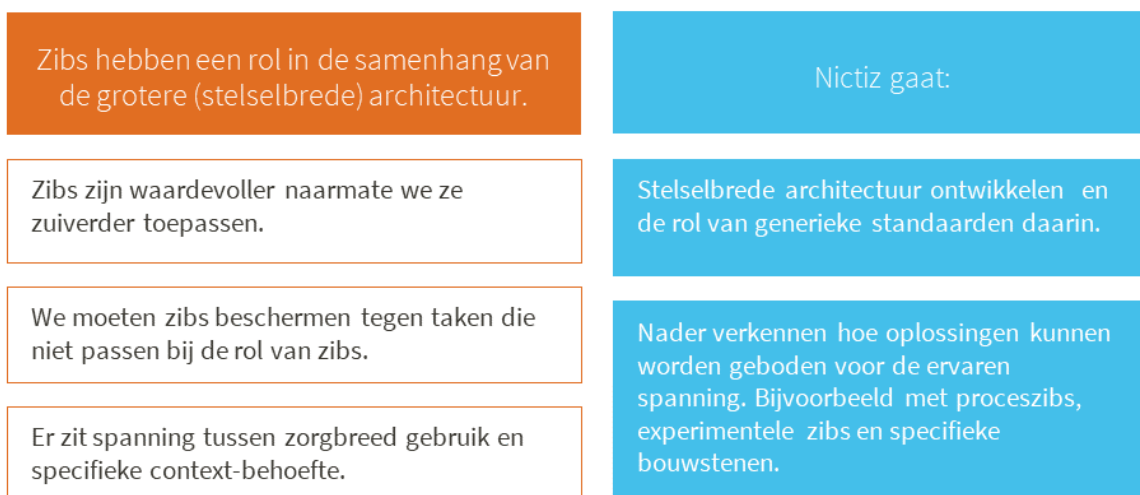 Zibs hebben een rol in de samenhang van
de grotere (stelselbrede) architectuur.
Zibs zijn waardevoller naarmate we ze
zuiverder toepassen.
We moeten zibs beschermen tegen taken die
niet passen bij de rol van zibs.
Er zit spanning tussen zorgbreed gebruik en
specifieke context-behoefte.
Nictiz gaat:
Stelselbrede architectuur ontwikkelen en
de rol van generieke standaarden daarin.
Nader verkennen hoe oplossingen kunnen
worden geboden voor de ervaren
spanning. Bijvoorbeeld met proceszibs,
experimentele zibs en specifieke
bouwstenen.